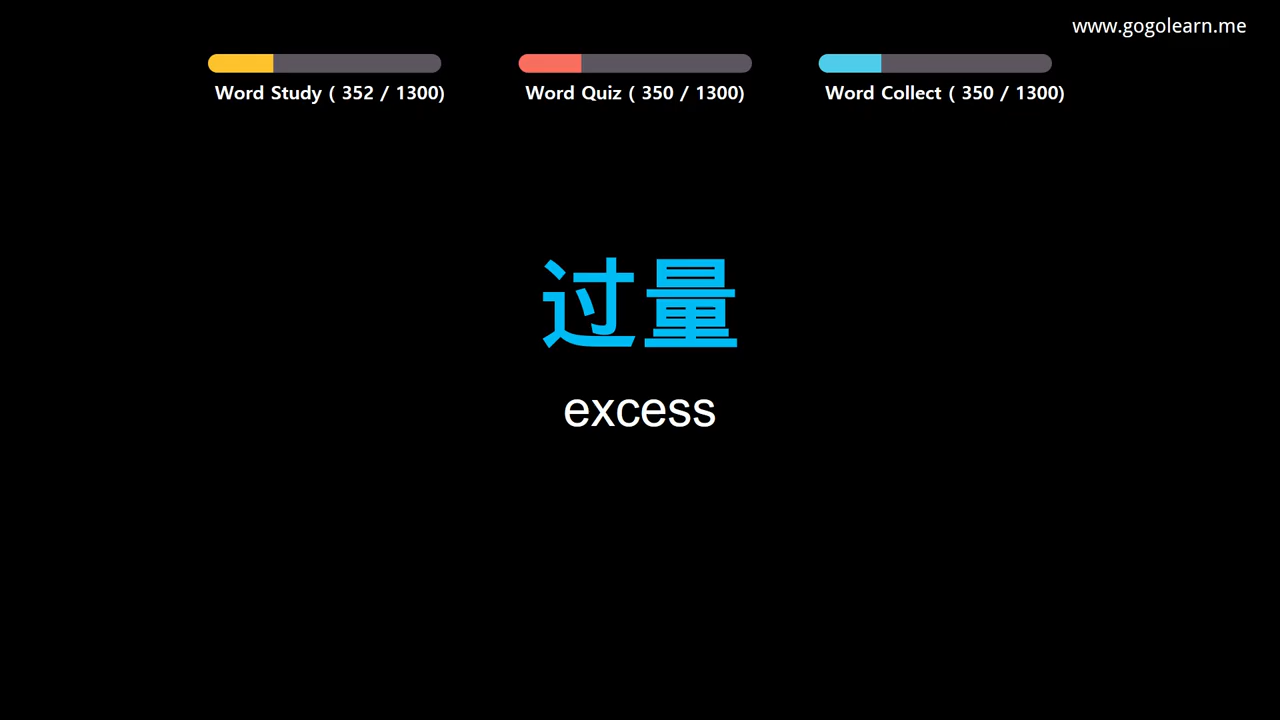 www.gogolearn.me
Word Study ( 352 / 1300)
Word Quiz ( 350 / 1300)
Word Collect ( 350 / 1300)
过量
excess